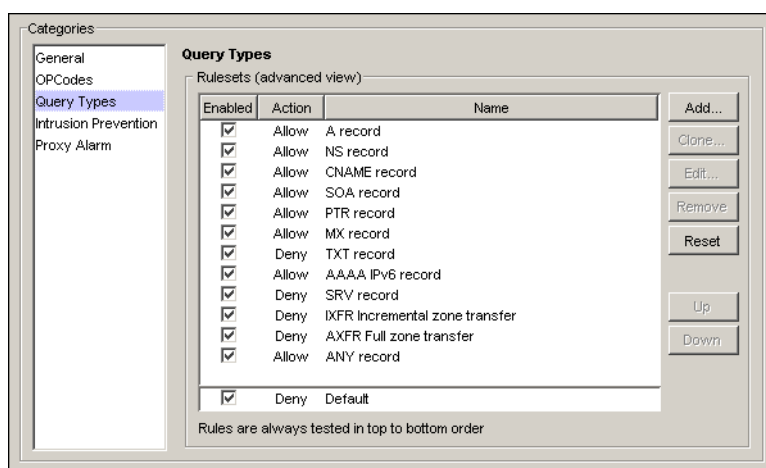 Categories
General
OPCodes
Query Types
Intrusion Prevention
Proxy Alarm
Query Types
Rulesets (advanced view)
Enabled Action Name
Allow A record
Allow NS record
Allow CNAME record
Allow SOA record
Allow PTR record
Allow MX record
Deny TXT record
Allow AAAA IPv6 record
Deny SRV record
Deny IXFR Incremental zone transfer
Deny AXFR Full zone transfer
Allow ANY record
Deny Default
Rules are always tested in top to bottom order
Add...
Clone...
Edit...
Remove
Reset
Up
Down